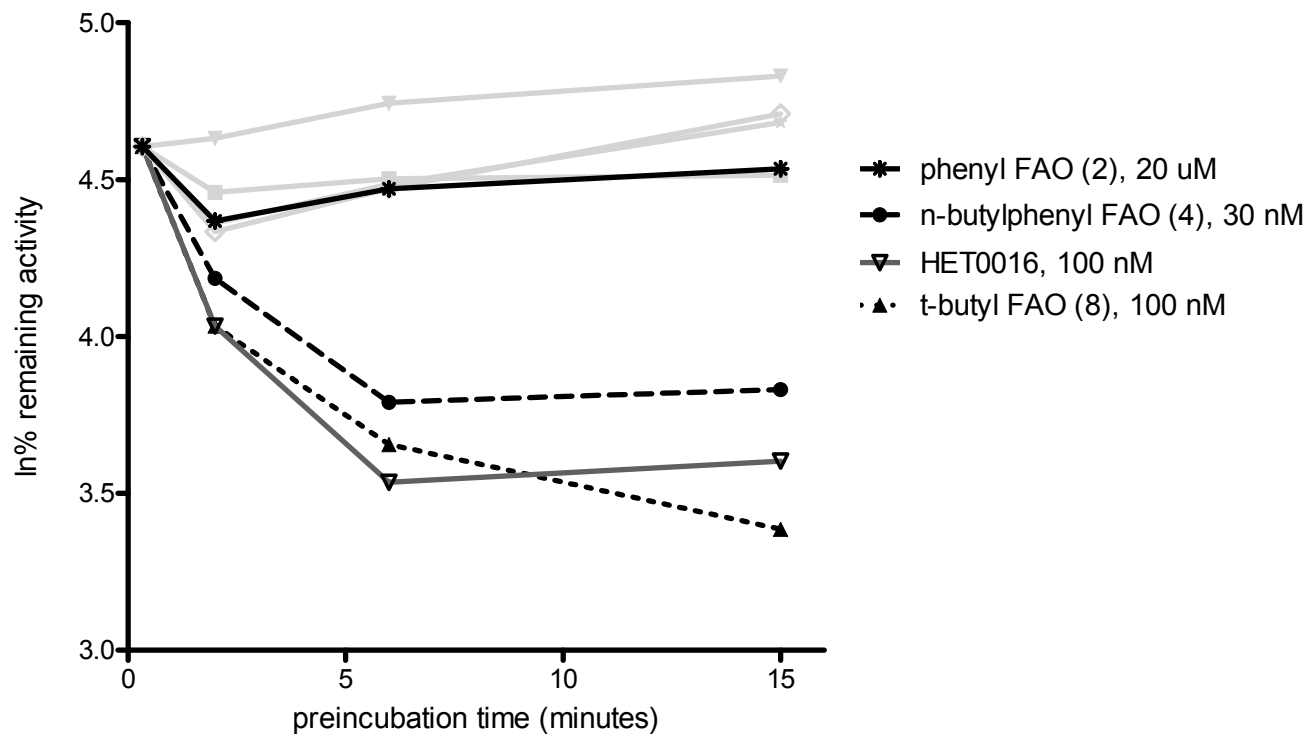 5.0
4.5
4.0
3.5
3.0
0
5
10
15
ln% remaining activity
preincubation time (minutes)
phenyl FAO (2), 20 uM
n-butylphenyl FAO (4), 30 nM
HET0016, 100 nM
t-butyl FAO (8), 100 nM